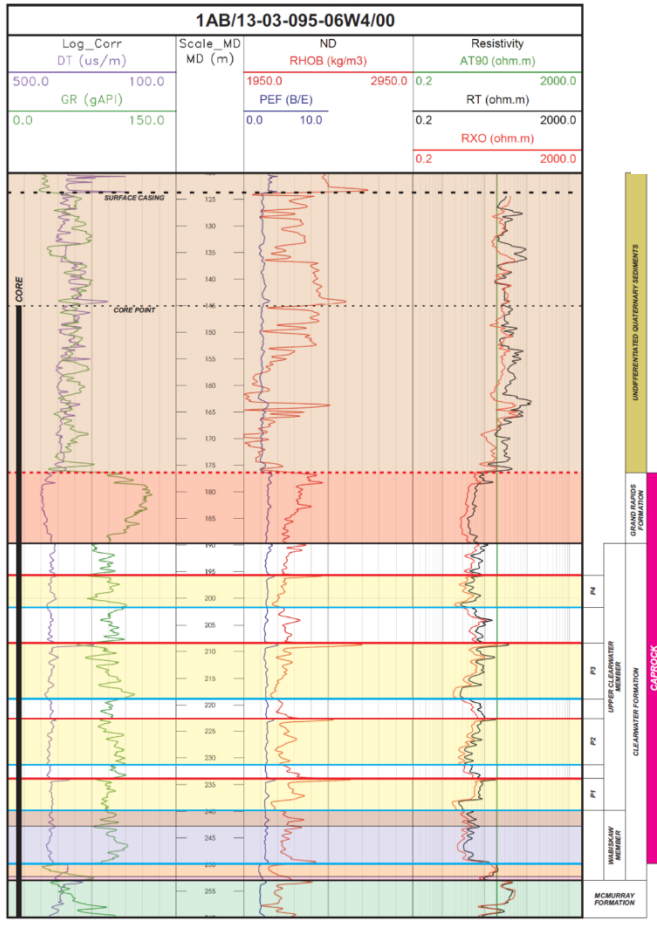 1AB/13-03-095-06W4/00
Log_Corr Scale_MD ND Resistivity
DT (us/m) MD (m) RHOB (kg/m3) AT90 (ohm.m)
500.0 100.0 1950.0 2950.0 0.2 2000.0
GR (gAPI) PEF (B/E) RT (ohm.m)
0.0 150.0 0.0 10.0 0.2 2000.0
RXO (ohm.m)
0.2 2000.0
SURFACE CASING
CORE POINT
CORE
125
130
135
140
145
150
155
160
165
170
175
180
185
190
195
200
205
210
215
220
225
230
235
240
245
250
255
UNDIFFERENTIATED QUATERNARY SEDIMENTS
GRAND RAPIDS
FORMATION
P4
P3
P2
P1
UPPER CLEARWATER
MEMBER
WABISKAW
MEMBER
CLEARWATER FORMATION
CAPROCK
MCMURRAY
FORMATION